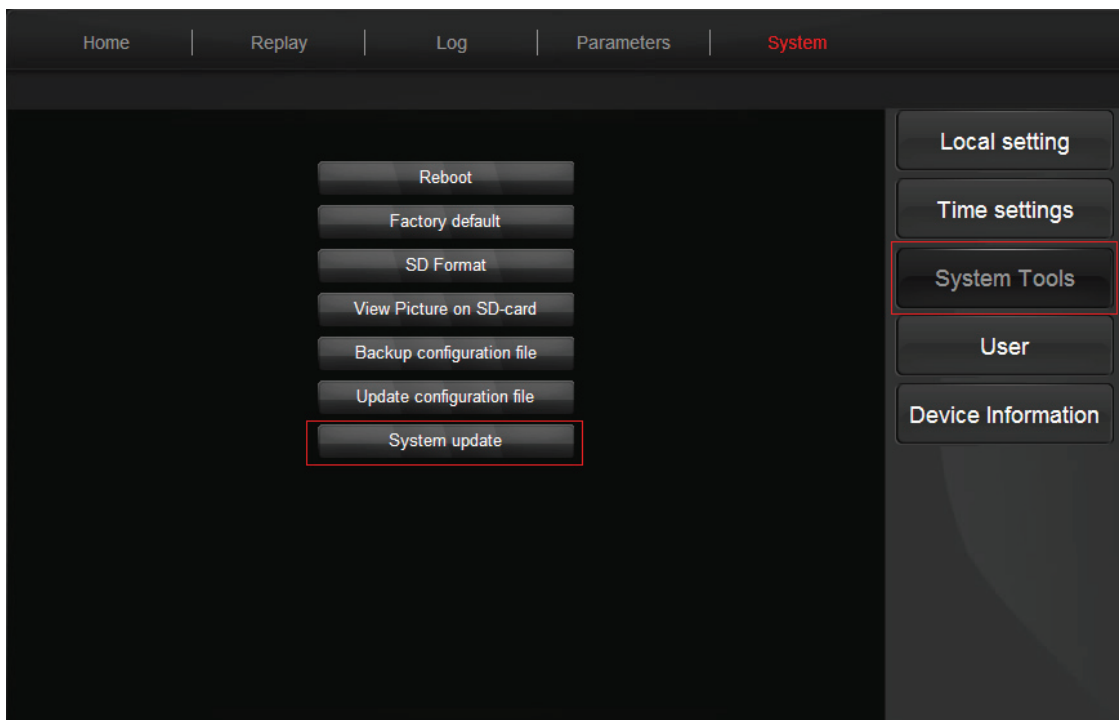 Home Replay Log Parameters System
Local setting
Time settings
System Tools
User
Device Information
Reboot
Factory default
SD Format
View Picture on SD-card
Backup configuration file
Update configuration file
System update